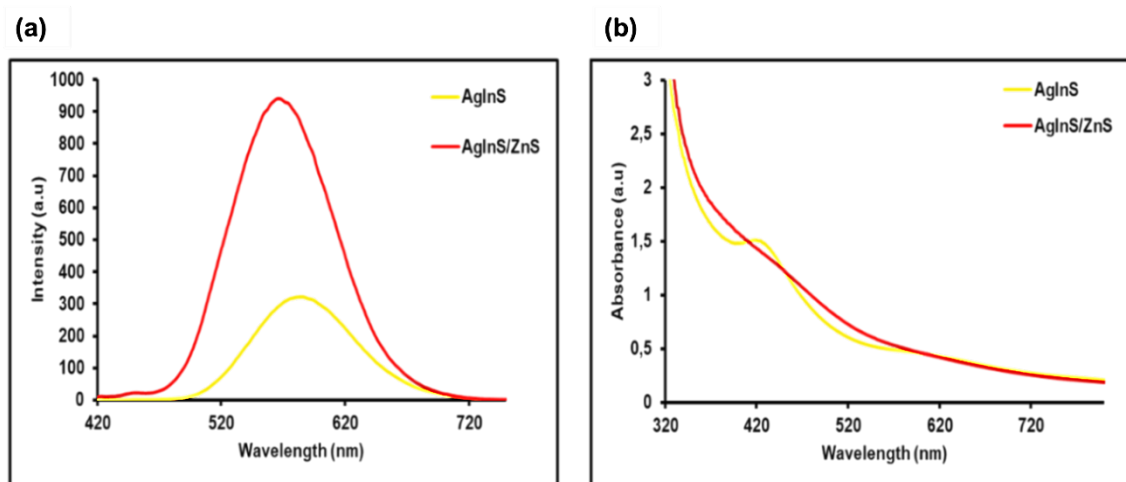 (a)
(b)
1000
900
800
700
600
500
400
300
200
100
0
Intensity (a.u)
420
520
620
720
Wavelength (nm)
AgInS
AgInS/ZnS
3
2,5
2
1,5
1
0,5
0
Absorbance (a.u)
320
420
520
620
720
Wavelength (nm)
AgInS
AgInS/ZnS